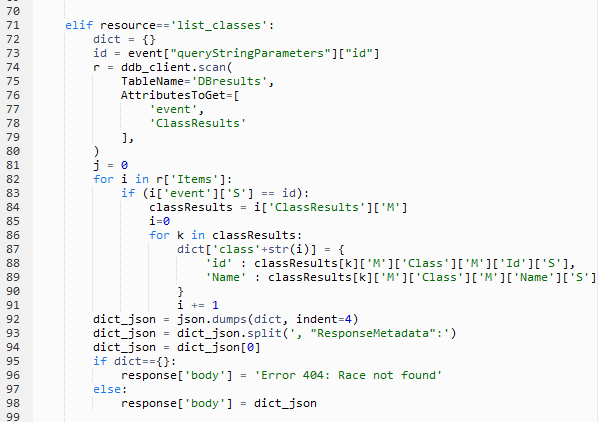 70
71 elif resource=='list_classes':
72 dict = {}
73 id = event["queryStringParameters"]["id"]
74 r = ddb_client.scan(
75 TableName='DBresults',
76 AttributesToGet=[
77 'event',
78 'ClassResults'
79 ],
80 )
81 j = 0
82 for i in r['Items']:
83 if (i['event']['S'] == id):
84 classResults = i['ClassResults']['M']
85 i=0
86 for k in classResults:
87 dict['class'+str(i)] = {
88 'id' : classResults[k]['M']['Class']['M']['Id']['S'],
89 'Name' : classResults[k]['M']['Class']['M']['Name']['S']
90 }
91 i += 1
92 dict_json = json.dumps(dict, indent=4)
93 dict_json = dict_json.split(', "ResponseMetadata":')
94 dict_json = dict_json[0]
95 if dict=={}:
96 response['body'] = 'Error 404: Race not found'
97 else:
98 response['body'] = dict_json
99